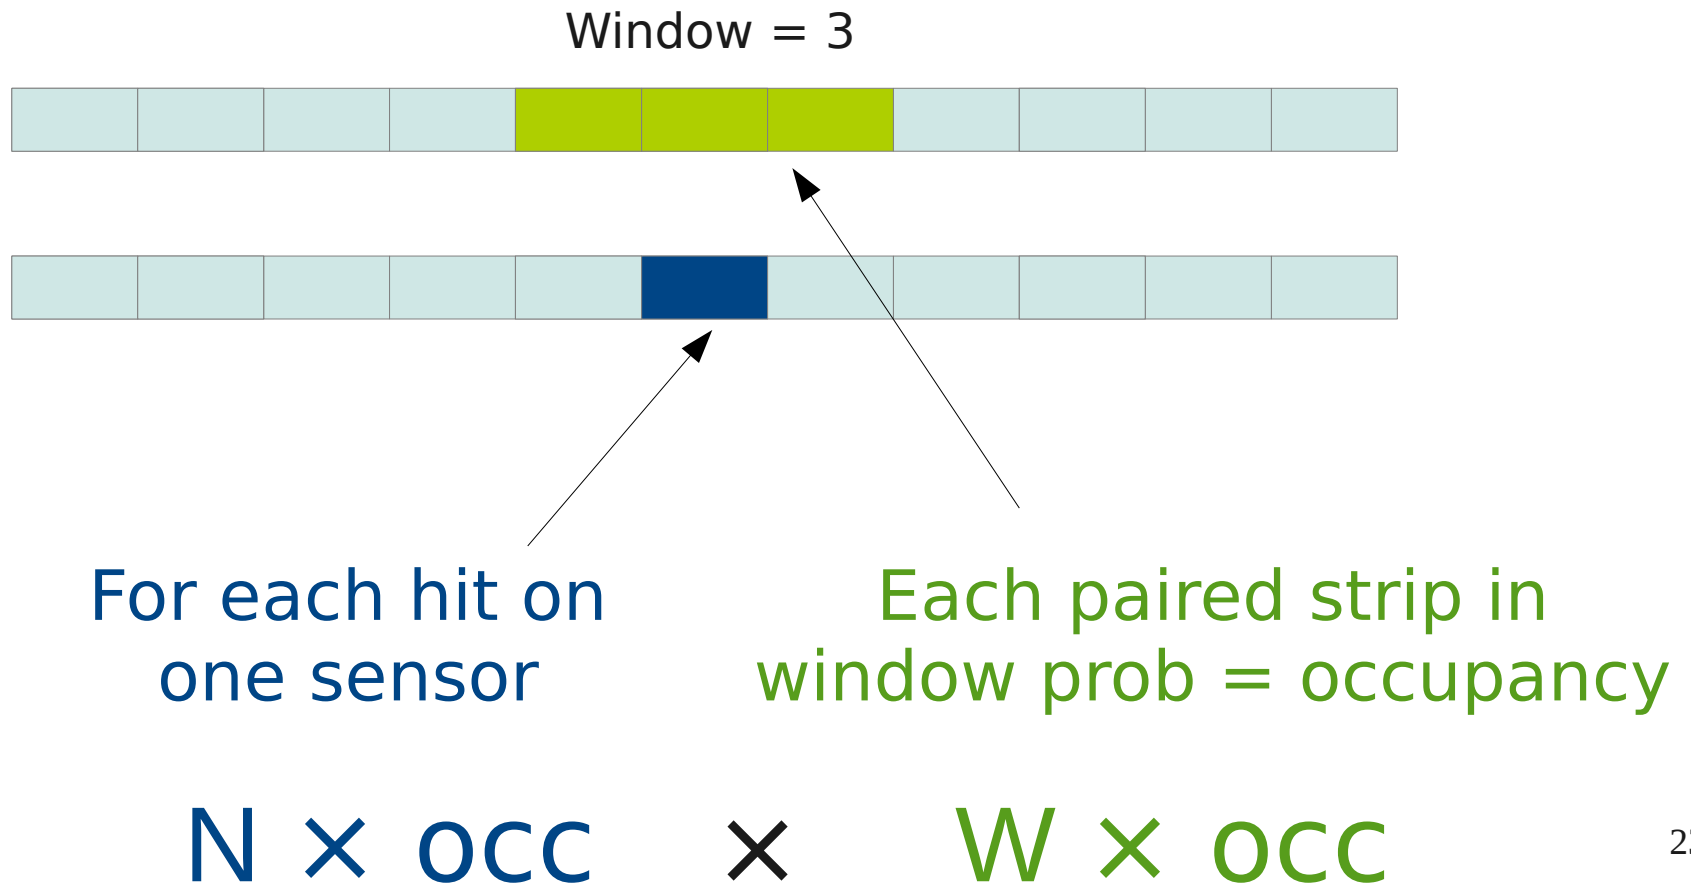 Window = 3
For each hit on
one sensor
Each paired strip in
window prob = occupancy
N × occ × W × occ